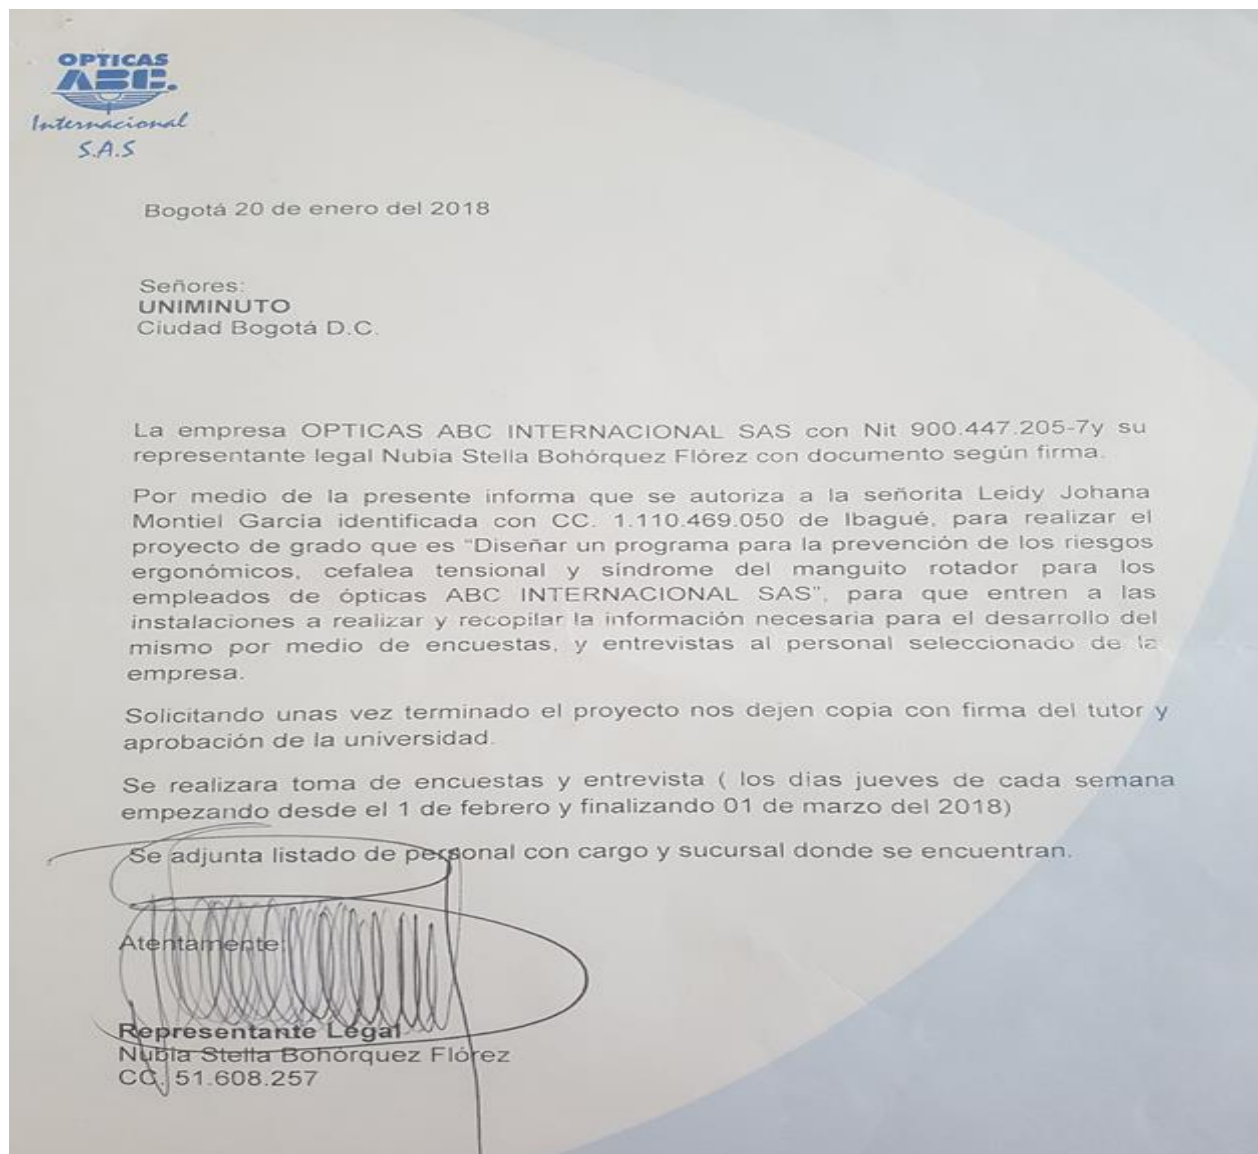 OPTICAS
ABC.
Internacional
S.A.S
Bogotá 20 de enero del 2018
Señores:
UNIMINUTO
Ciudad Bogotá D.C.
La empresa OPTICAS ABC INTERNACIONAL SAS con Nit 900.447.205-7y su
representante legal Nubia Stella Bohórquez Flórez con documento según firma.
Por medio de la presente informa que se autoriza a la señorita Leidy Johana
Montiel García identificada con CC. 1.110.469.050 de Ibagué, para realizar el
proyecto de grado que es “Diseñar un programa para la prevención de los riesgos
ergonómicos, cefalea tensional y síndrome del manguito rotador para los
empleados de ópticas ABC INTERNACIONAL SAS”, para que entren a las
instalaciones a realizar y recopilar la información necesaria para el desarrollo del
mismo por medio de encuestas, y entrevistas al personal seleccionado de la
empresa.
Solicitando unas vez terminado el proyecto nos dejen copia con firma del tutor y
aprobación de la universidad.
Se realizara toma de encuestas y entrevista ( los días jueves de cada semana
empezando desde el 1 de febrero y finalizando 01 de marzo del 2018)
Se adjunta listado de personal con cargo y sucursal donde se encuentran.
Atentamente:
Representante Legal
Nubia Stella Bohórquez Flórez
CC. 51.608.257